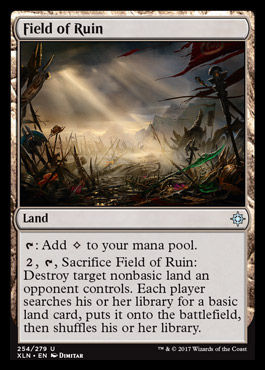 Field of Ruin
Land
: Add to your mana pool.
2, , Sacrifice Field of Ruin:
Destroy target nonbasic land an
opponent controls. Each player
searches his or her library for a basic
land card, puts it onto the battlefield,
then shuffles his or her library.
254/279 U
XLN • EN Dimitar
™ & © 2017 Wizards of the Coast